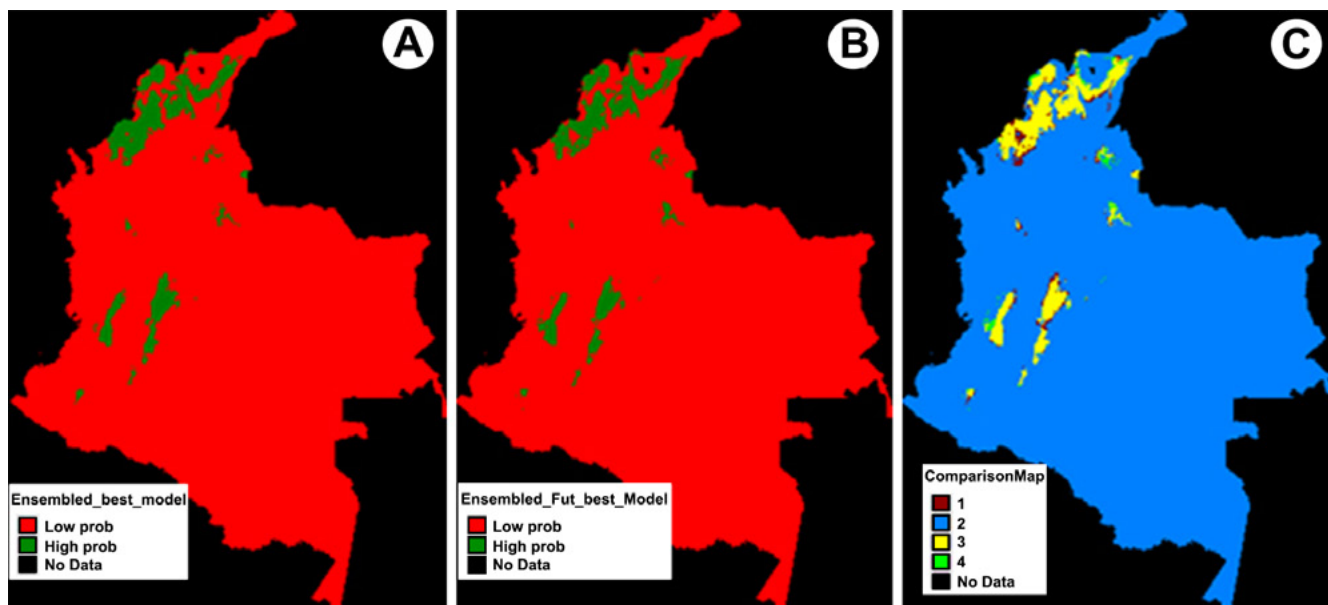 A
B
C
Ensembled_best_model
Low prob
High prob
No Data
Ensembled_Fut_best_Model
Low prob
High prob
No Data
ComparisonMap
1
2
3
4
No Data